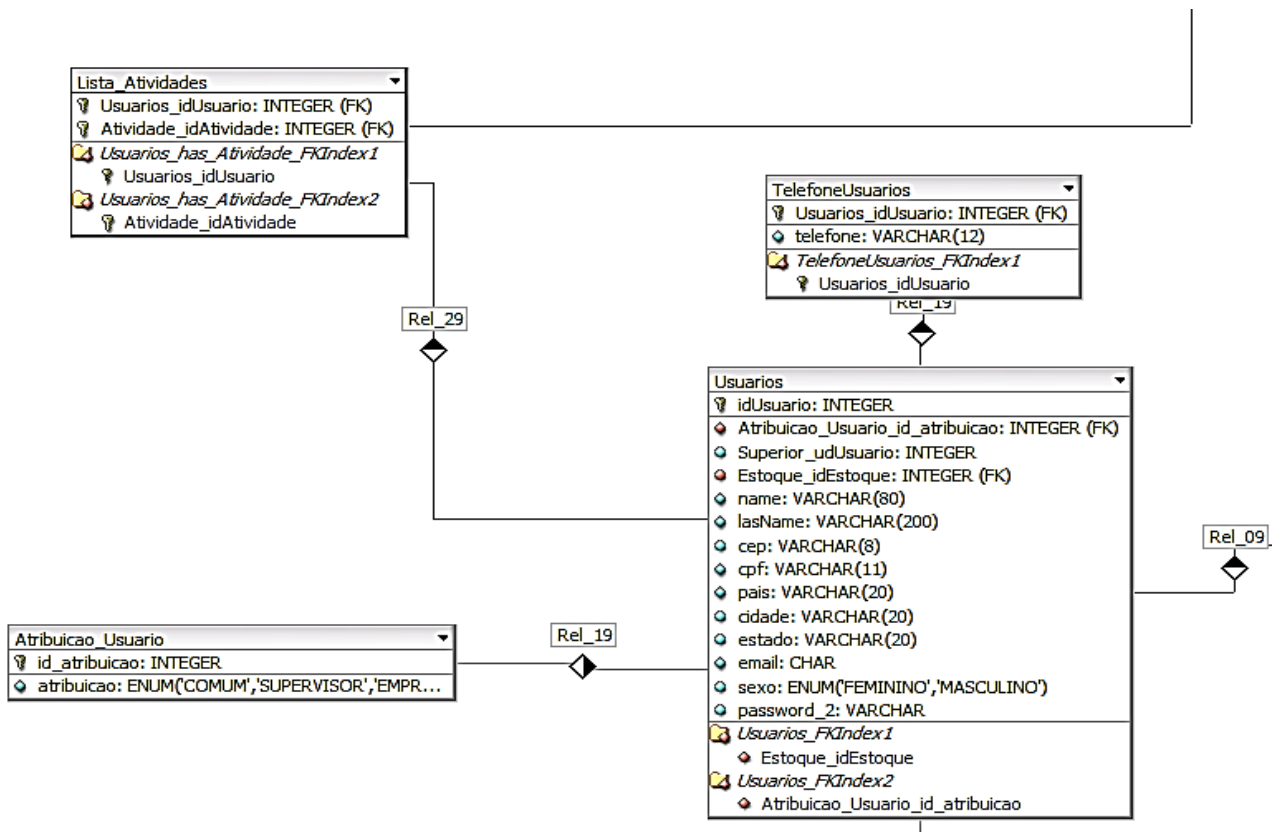 Lista_Atividades
Usuarios_idUsuario: INTEGER (FK)
Atividade_idAtividade: INTEGER (FK)
Usuarios_has_Atividade_FKIndex1
Usuarios_idUsuario
Usuarios_has_Atividade_FKIndex2
Atividade_idAtividade
TelefoneUsuarios
Usuarios_idUsuario: INTEGER (FK)
telefone: VARCHAR(12)
TelefoneUsuarios_FKIndex1
Usuarios_idUsuario
Rel_19
Rel_29
Usuarios
idUsuario: INTEGER
Atribuicao_Usuario_id_atribuicao: INTEGER (FK)
Superior_udUsuario: INTEGER
Estoque_idEstoque: INTEGER (FK)
name: VARCHAR(80)
lasName: VARCHAR(200)
cep: VARCHAR(8)
cpf: VARCHAR(11)
pais: VARCHAR(20)
cidade: VARCHAR(20)
estado: VARCHAR(20)
email: CHAR
sexo: ENUM('FEMININO','MASCULINO')
password_2: VARCHAR
Usuarios_FKIndex1
Estoque_idEstoque
Usuarios_FKIndex2
Atribuicao_Usuario_id_atribuicao
Rel_09
Atribuicao_Usuario
id_atribuicao: INTEGER
atribuicao: ENUM('COMUM','SUPERVISOR','EMPR...
Rel_19